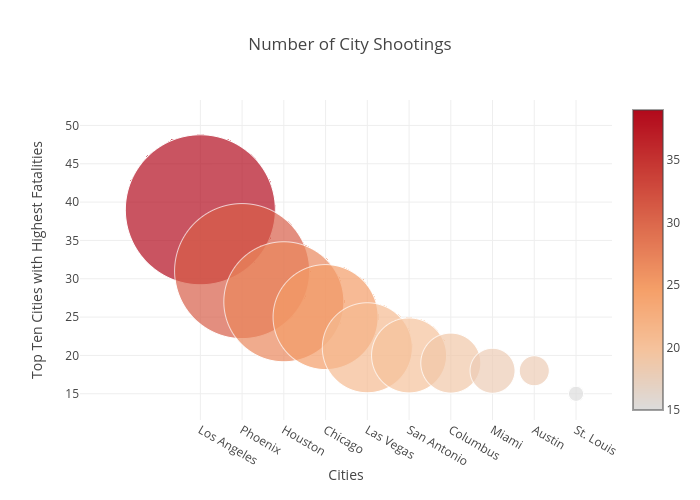 Number of City Shootings
Top Ten Cities with Highest Fatalities
50
45
40
35
30
25
20
15
Los Angeles
Phoenix
Houston
Chicago
Las Vegas
San Antonio
Columbus
Miami
Austin
St. Louis
Cities
35
30
25
20
15